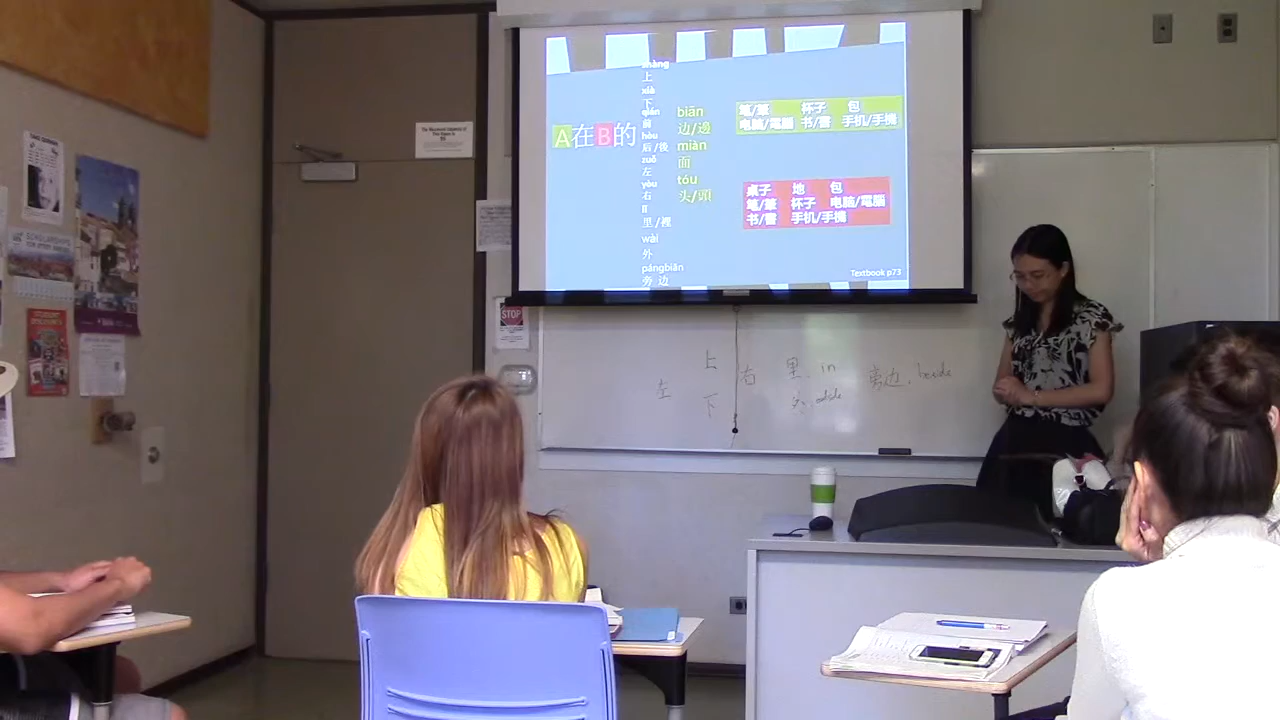 shàng
上
xià
下
qián
前
hòu
后/後
zuǒ
左
yòu
右
lǐ
里/裡
wài
外
pángbiān
旁 边
A在B的
biān
边/邊
miàn
面
tóu
头/頭
笔/筆 杯子 包
电脑/電腦 书/書 手机/手機
桌子 地 包
笔/筆 杯子 电脑/電腦
书/書 手机/手機
Textbook p73
上
左 右
下
里. in
outside
旁边. beside
STOP
SCHOLARSHIPS
STUDENT